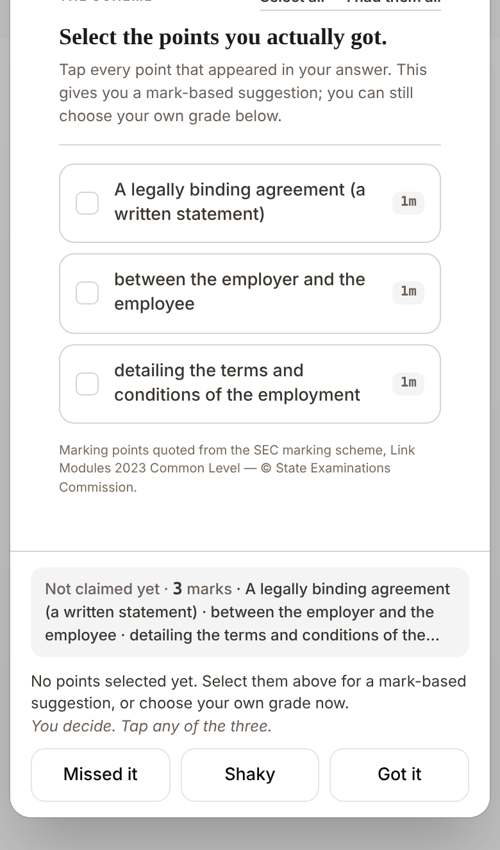 Select the points you actually got.
Tap every point that appeared in your answer. This
gives you a mark-based suggestion; you can still
choose your own grade below.
A legally binding agreement (a
written statement)
1m
between the employer and the
employee
1m
detailing the terms and
conditions of the employment
1m
Marking points quoted from the SEC marking scheme, Link
Modules 2023 Common Level — © State Examinations
Commission.
Not claimed yet · 3 marks · A legally binding agreement
(a written statement) · between the employer and the
employee · detailing the terms and conditions of the…
No points selected yet. Select them above for a mark-based
suggestion, or choose your own grade now.
You decide. Tap any of the three.
Missed it
Shaky
Got it